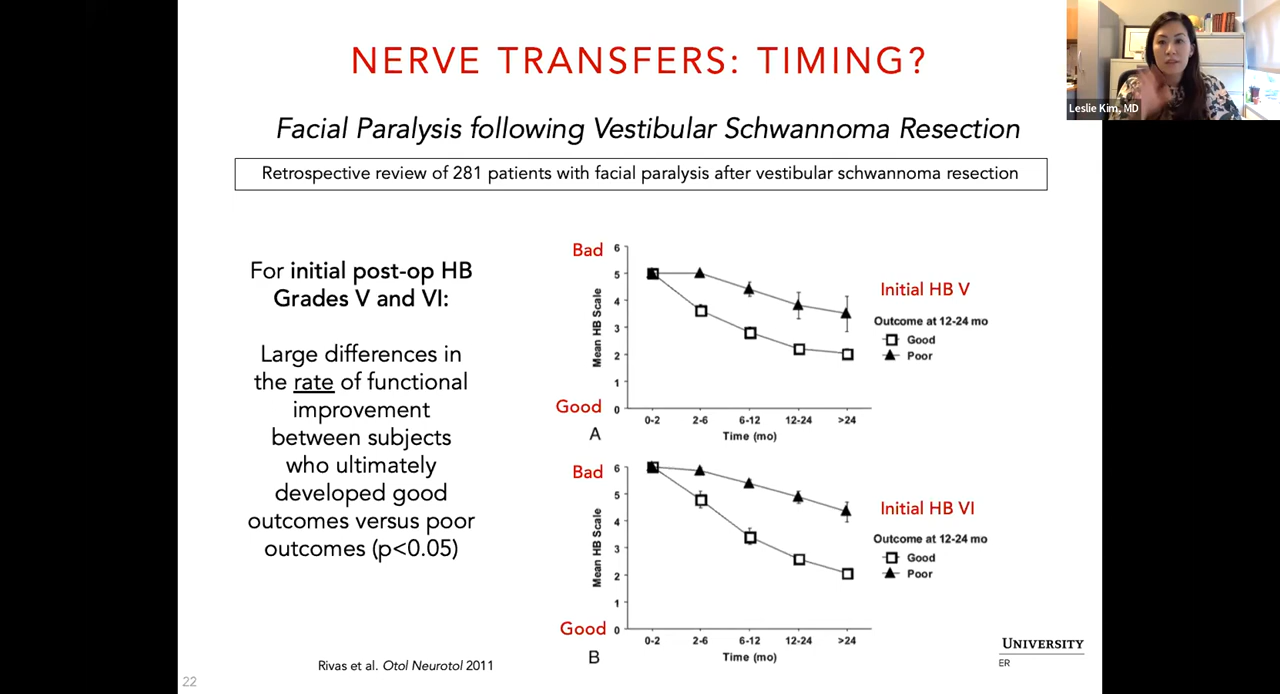 NERVE TRANSFERS: TIMING?
Leslie Kim, MD
Facial Paralysis following Vestibular Schwannoma Resection
Retrospective review of 281 patients with facial paralysis after vestibular schwannoma resection
For initial post-op HB
Grades V and VI:
Large differences in
the rate of functional
improvement
between subjects
who ultimately
developed good
outcomes versus poor
outcomes (p<0.05)
Bad
6
5
4
3
2
1
0
Mean HB Scale
Good
0-2 2-6 6-12 12-24 >24
A
Time (mo)
Initial HB V
Outcome at 12-24 mo
Good
Poor
Bad
6
5
4
3
2
1
0
Mean HB Scale
Good
0-2 2-6 6-12 12-24 >24
B
Time (mo)
Initial HB VI
Outcome at 12-24 mo
Good
Poor
Rivas et al. Otol Neurotol 2011
UNIVERSITY
ER
22